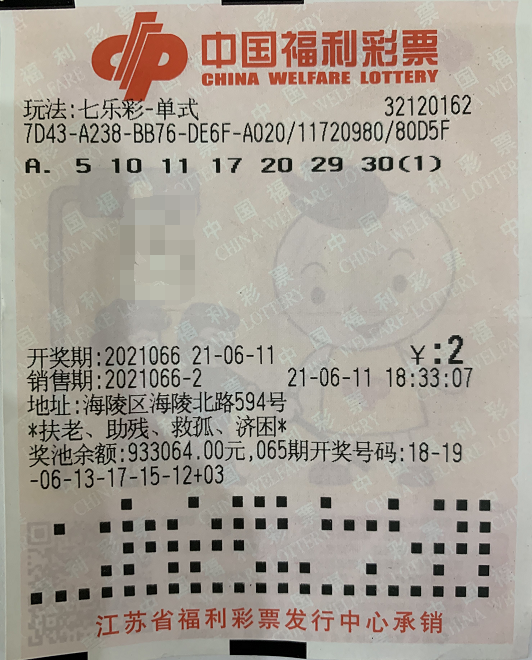 中国福利彩票
CHINA WELFARE LOTTERY
玩法:七乐彩-单式 32120162
7D43-A238-BB76-DE6F-A020/11720980/80D5F
A. 5 10 11 17 20 29 30(1)
开奖期:2021066 21-06-11 ¥:2
销售期:2021066-2 21-06-11 18:33:07
地址:海陵区海陵北路594号
*扶老、助残、救孤、济困*
奖池余额:933064.00元,065期开奖号码:18-19
-06-13-17-15-12+03
江苏省福利彩票发行中心承销